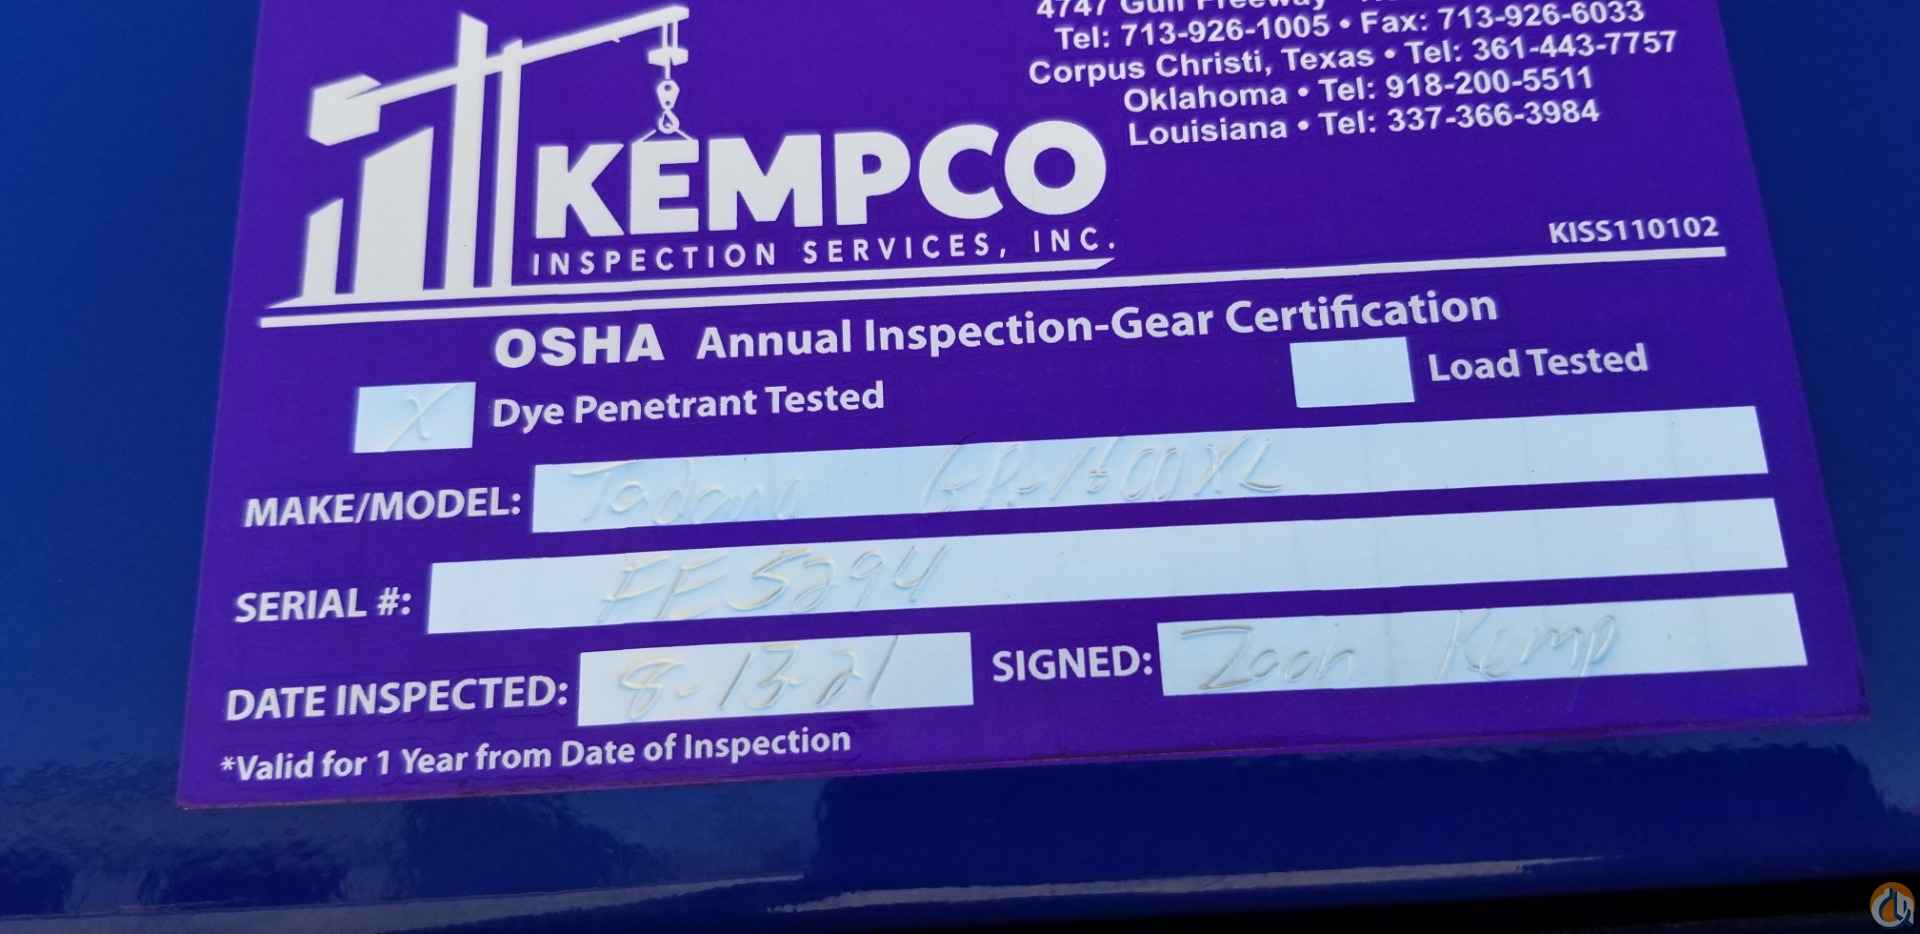 4747 Gulf Freeway
Tel: 713-926-1005 • Fax: 713-926-6033
Corpus Christi, Texas • Tel: 361-443-7757
Oklahoma • Tel: 918-200-5511
Louisiana • Tel: 337-366-3984
KEMPCO
INSPECTION SERVICES, INC.
KISS110102
OSHA Annual Inspection-Gear Certification
X Dye Penetrant Tested Load Tested
MAKE/MODEL: Tadano GR-1600XL
SERIAL #: FE5294
DATE INSPECTED: 8-13-21 SIGNED: Zach Kemp
*Valid for 1 Year from Date of Inspection